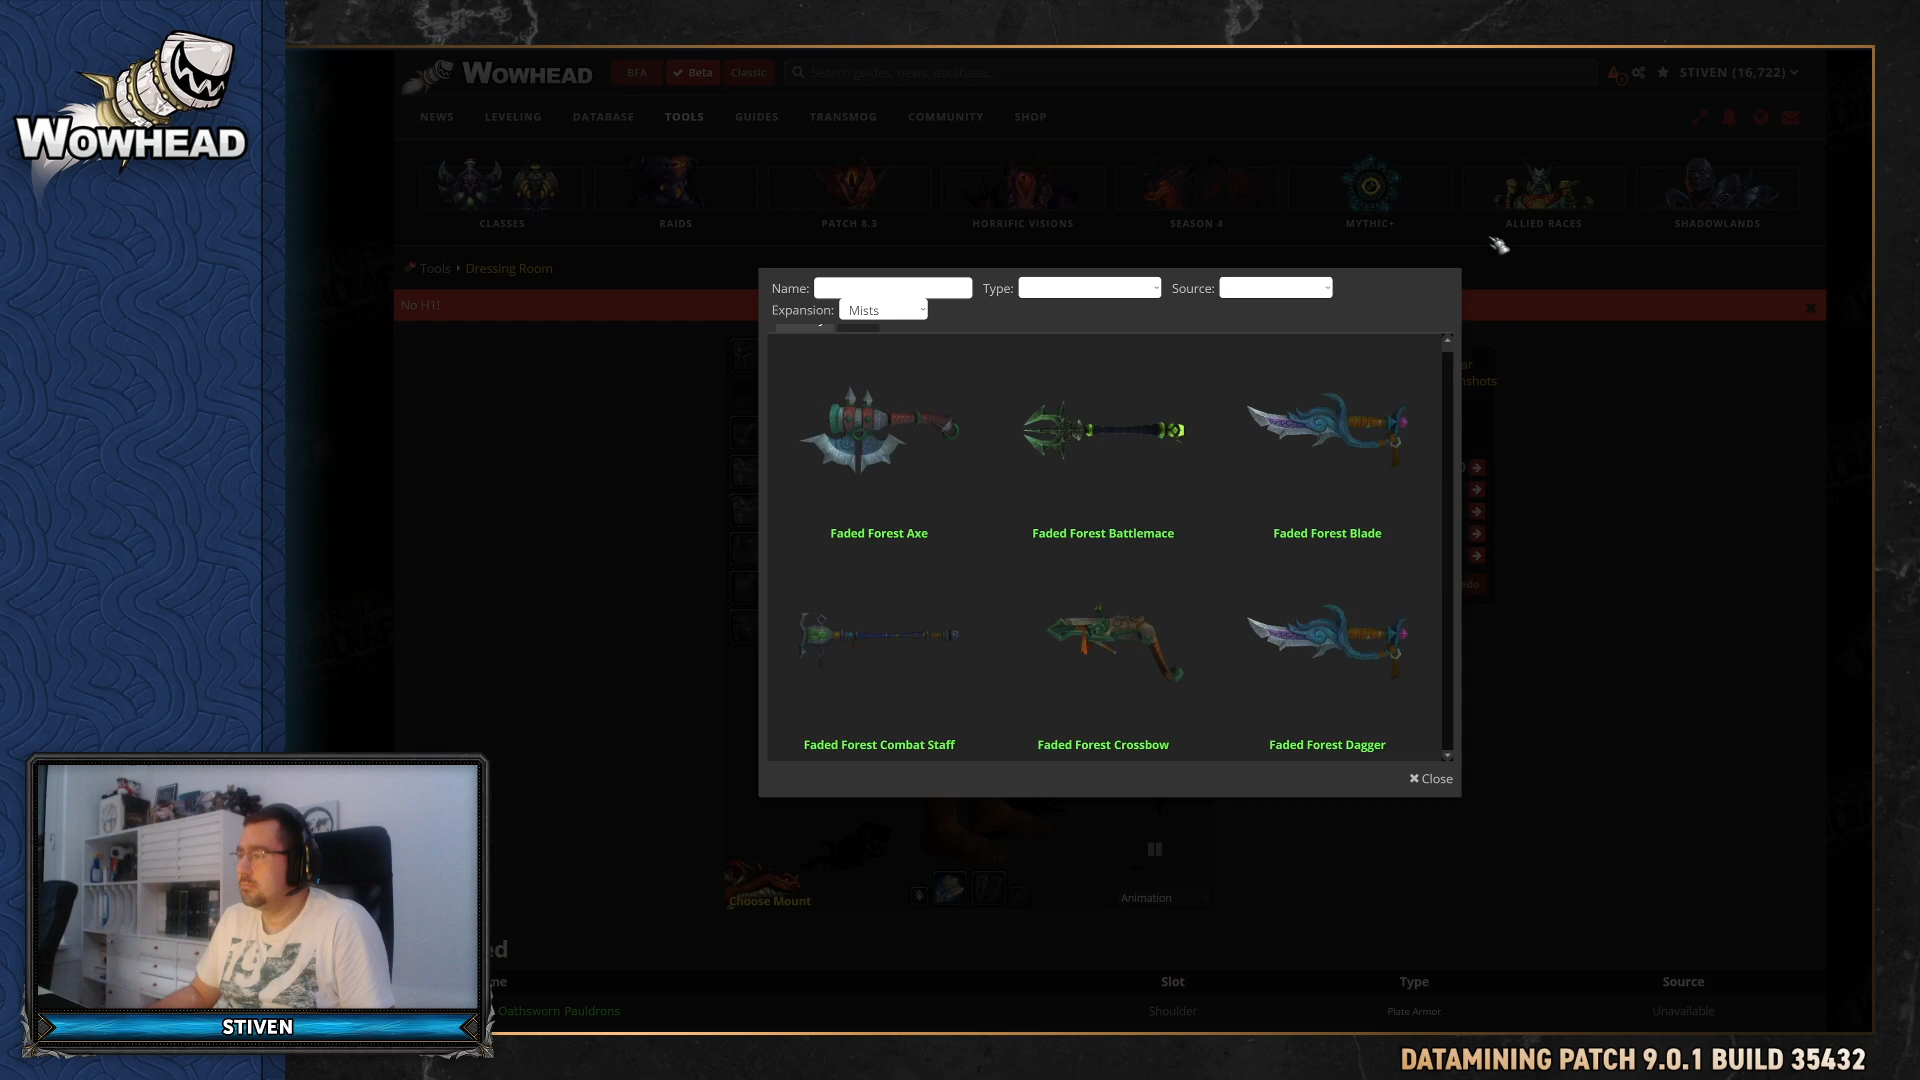 WOWHEAD
WOWHEAD
BFA
Beta
Classic
Search guides, news, database...
STIVEN (16,722)
NEWS
LEVELING
DATABASE
TOOLS
GUIDES
TRANSMOG
COMMUNITY
SHOP
CLASSES
RAIDS
PATCH 8.3
HORRIFIC VISIONS
SEASON 4
MYTHIC+
ALLIED RACES
SHADOWLANDS
Tools
Dressing Room
No H1!
Name:
Type:
Source:
Expansion: Mists
Faded Forest Axe
Faded Forest Battlemace
Faded Forest Blade
Faded Forest Combat Staff
Faded Forest Crossbow
Faded Forest Dagger
Close
Choose Mount
Animation
Slot
Type
Source
Oathsworn Pauldrons
Shoulder
Plate Armor
Unavailable
STIVEN
DATAMINING PATCH 9.0.1 BUILD 35432